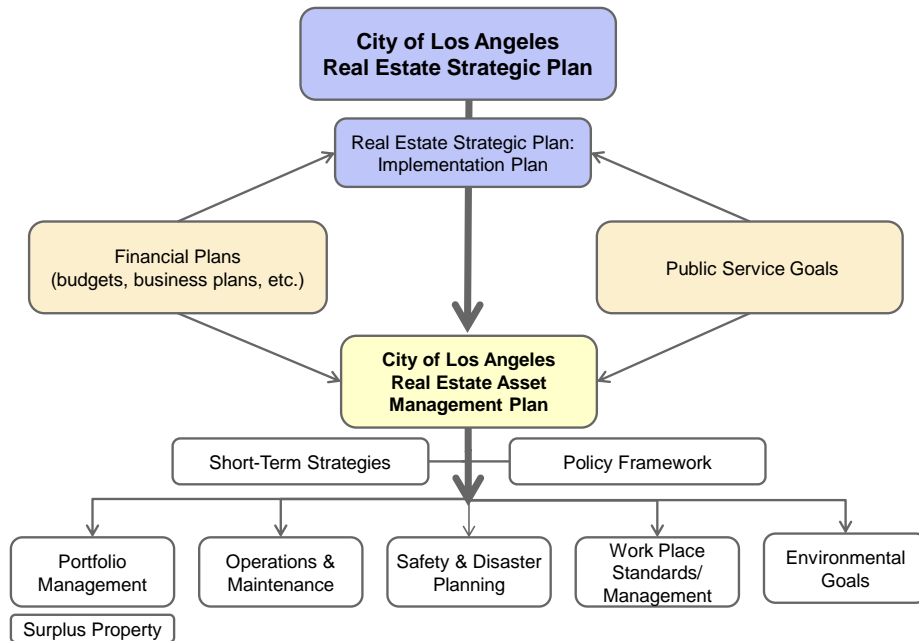 City of Los Angeles
Real Estate Strategic Plan
Real Estate Strategic Plan:
Implementation Plan
Financial Plans
(budgets, business plans, etc.)
Public Service Goals
City of Los Angeles
Real Estate Asset
Management Plan
Short-Term Strategies
Policy Framework
Portfolio
Management
Operations &
Maintenance
Safety & Disaster
Planning
Work Place
Standards/
Management
Environmental
Goals
Surplus Property